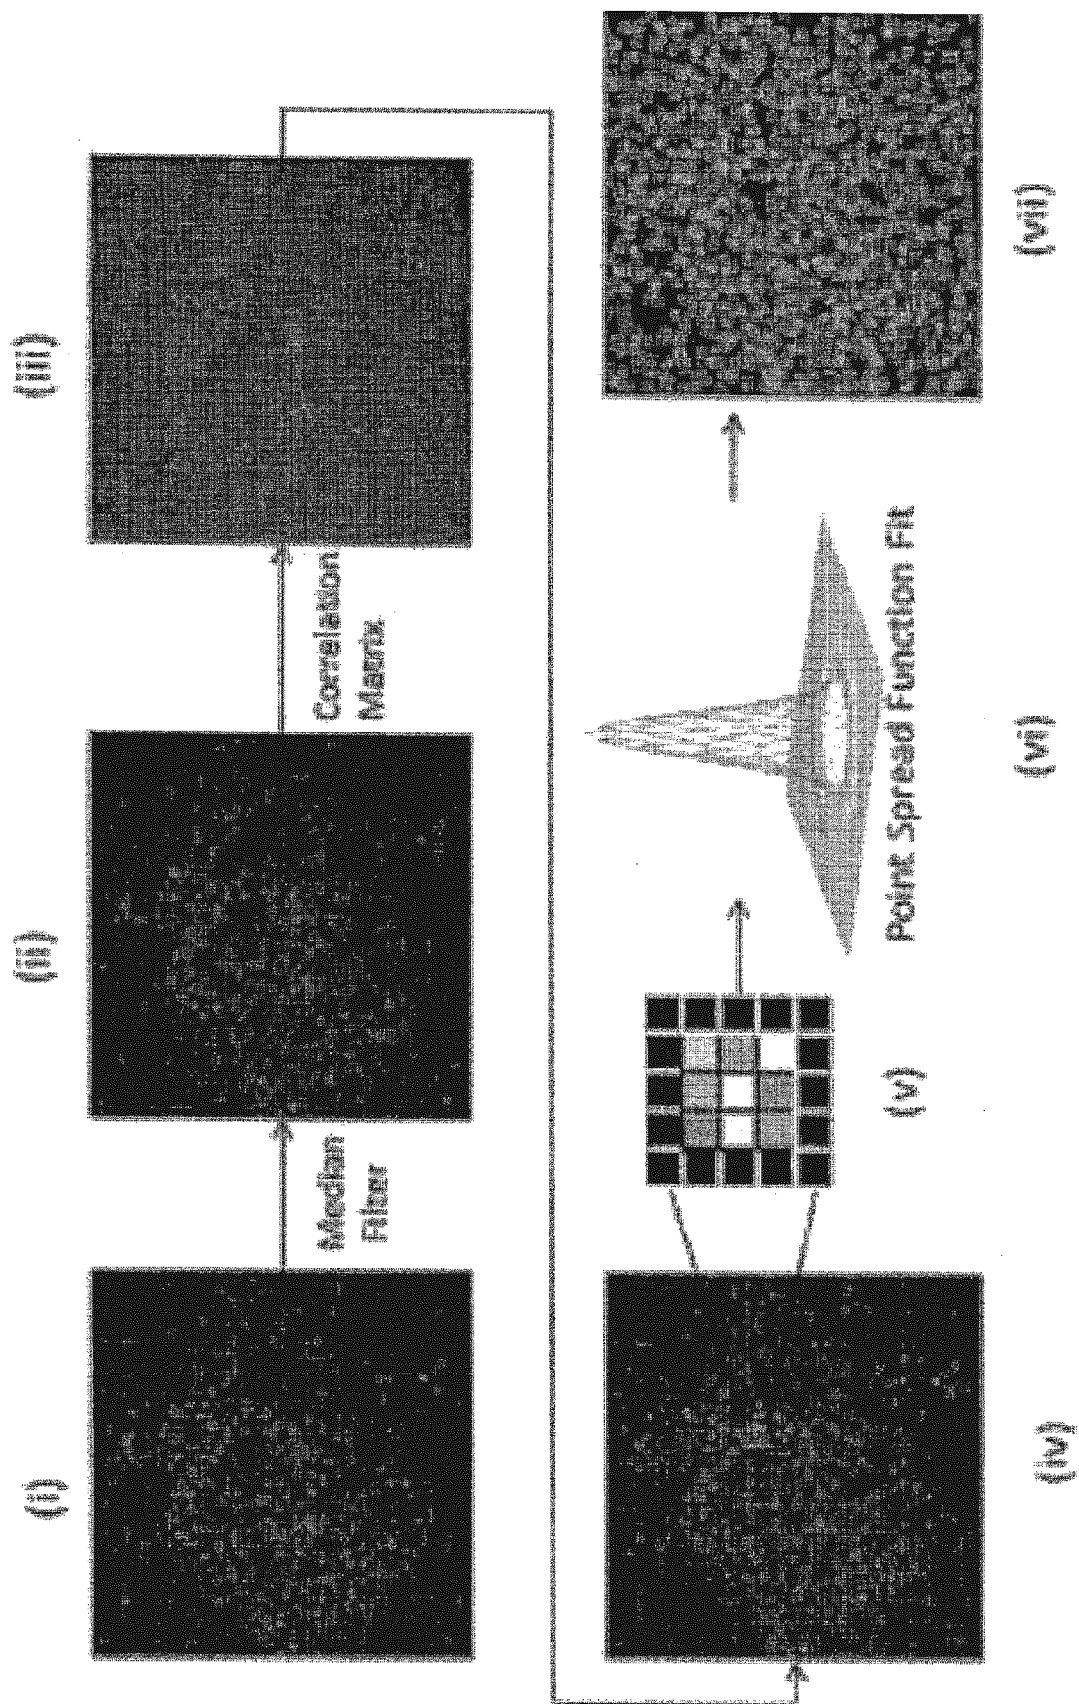 (i)
(ii)
(iii)
Median
Filter
Correlation
Matrix
(iv)
(v)
(vi)
(vii)
Point Spread Function Fit